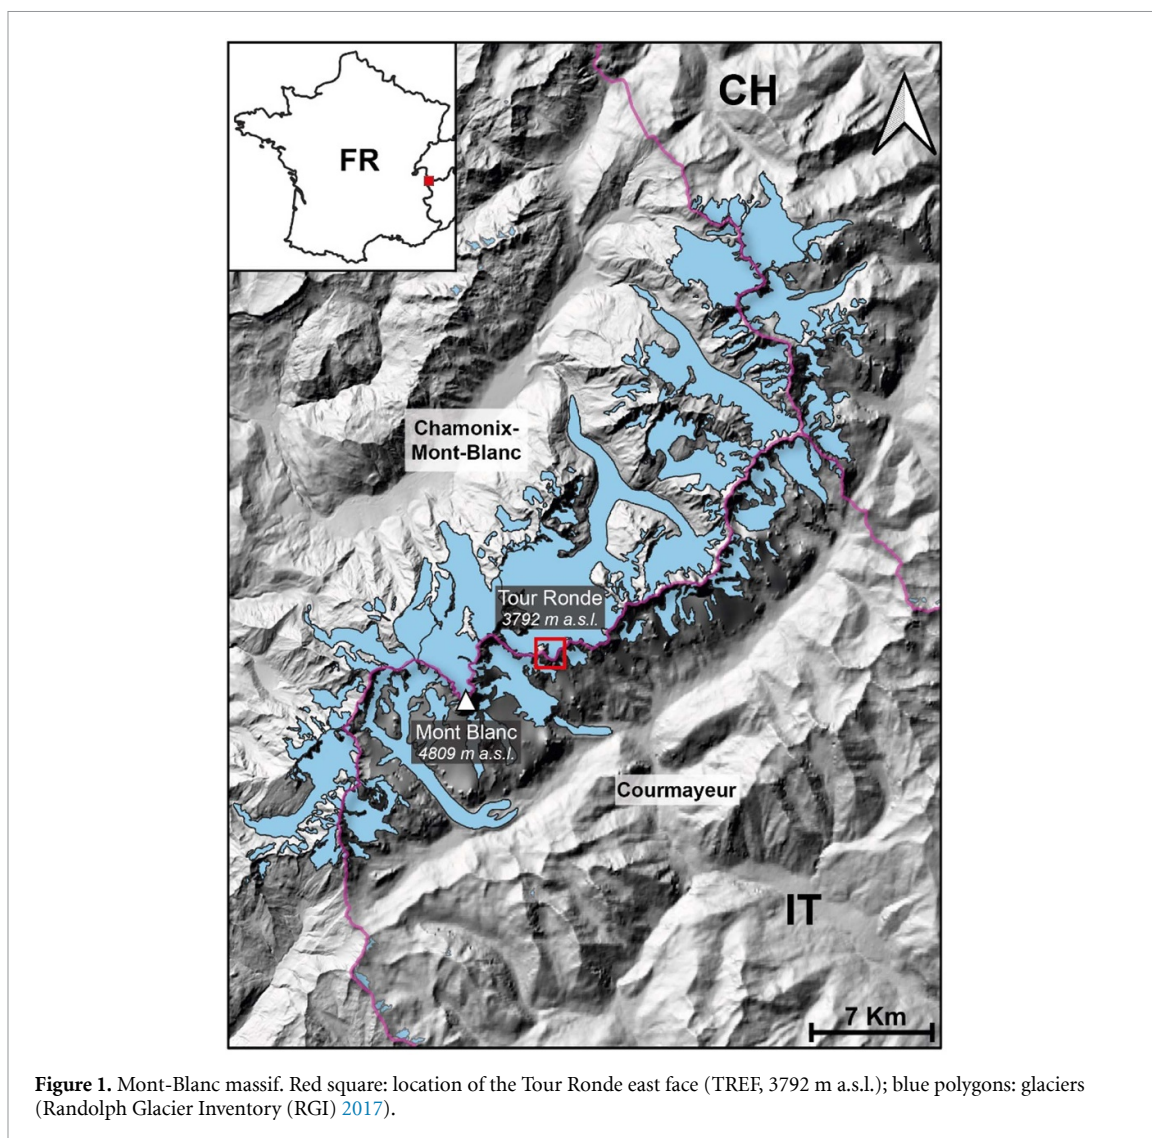 FR
CH
Chamonix-
Mont-Blanc
Tour Ronde
3792 m a.s.l.
Mont Blanc
4809 m a.s.l.
Courmayeur
IT
7 Km
Figure 1. Mont-Blanc massif. Red square: location of the Tour Ronde east face (TREF, 3792 m a.s.l.); blue polygons: glaciers
(Randolph Glacier Inventory (RGI) 2017).